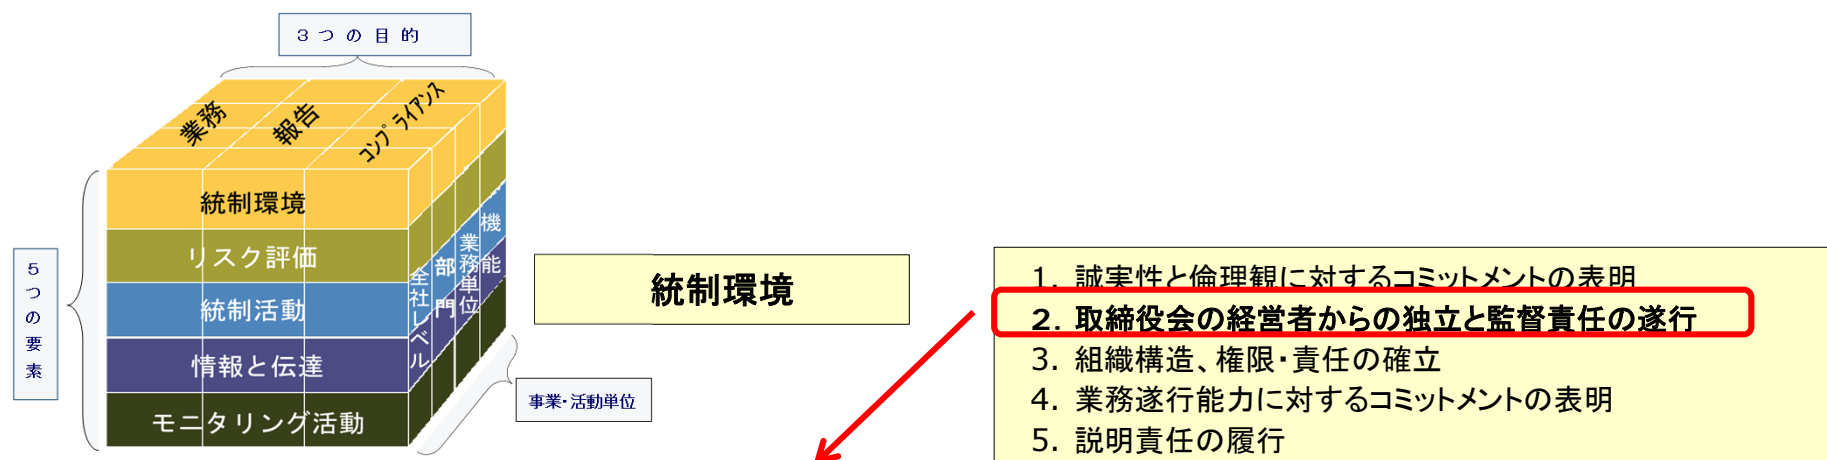 3つの目的
業務
報告
コンプライアンス
5つの要素
統制環境
リスク評価
統制活動
情報と伝達
モニタリング活動
全社レベル
部門
業務単位
機能
事業・活動単位
統制環境
1. 誠実性と倫理観に対するコミットメントの表明
2. 取締役会の経営者からの独立と監督責任の遂行
3. 組織構造、権限・責任の確立
4. 業務遂行能力に対するコミットメントの表明
5. 説明責任の履行